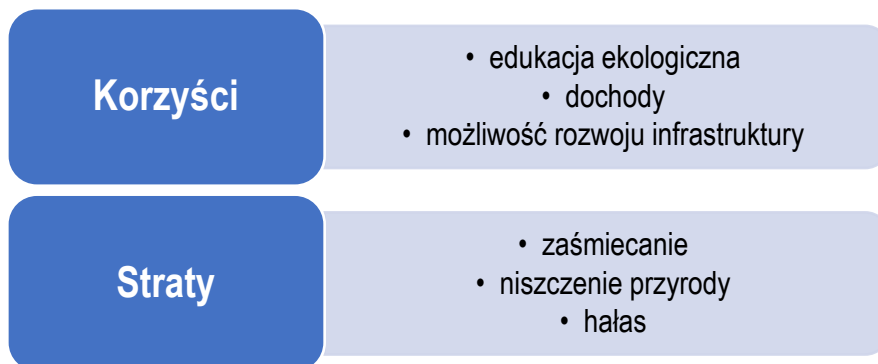 Korzyści
• edukacja ekologiczna
• dochody
• możliwość rozwoju infrastruktury
Straty
• zaśmiecanie
• niszczenie przyrody
• hałas